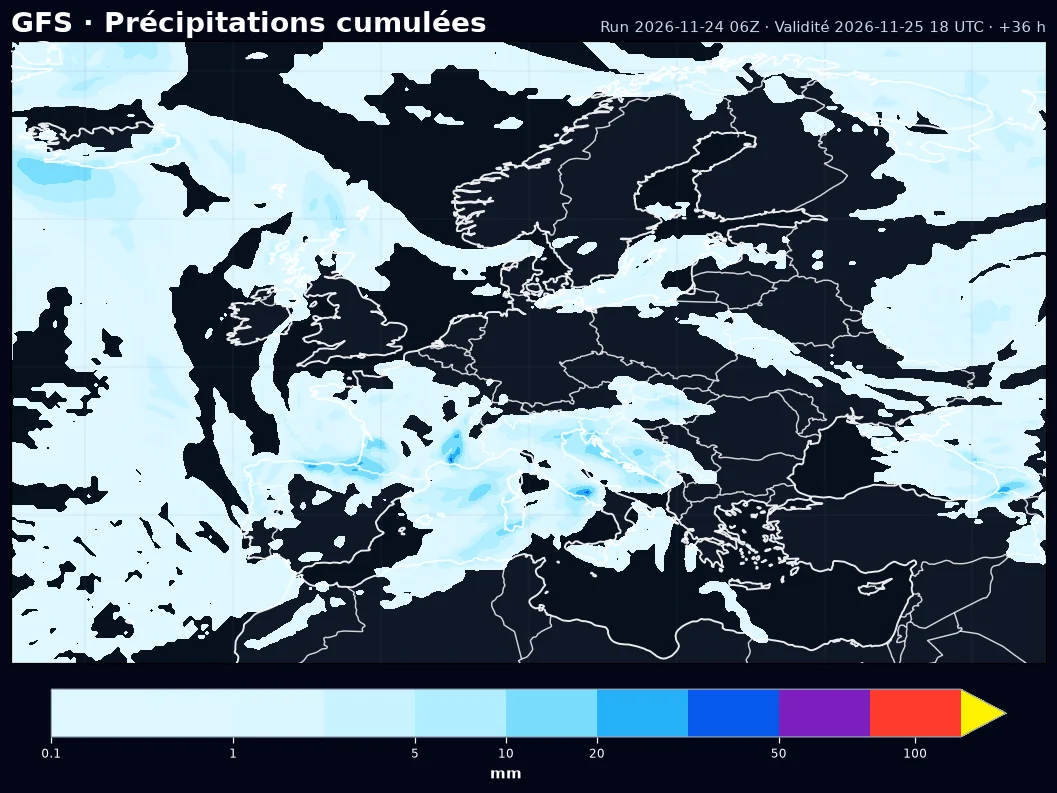 GFS · Précipitations cumulées
Run 2026-11-24 06Z · Validité 2026-11-25 18 UTC · +36 h
0.1 1 5 10 20 50 100
mm